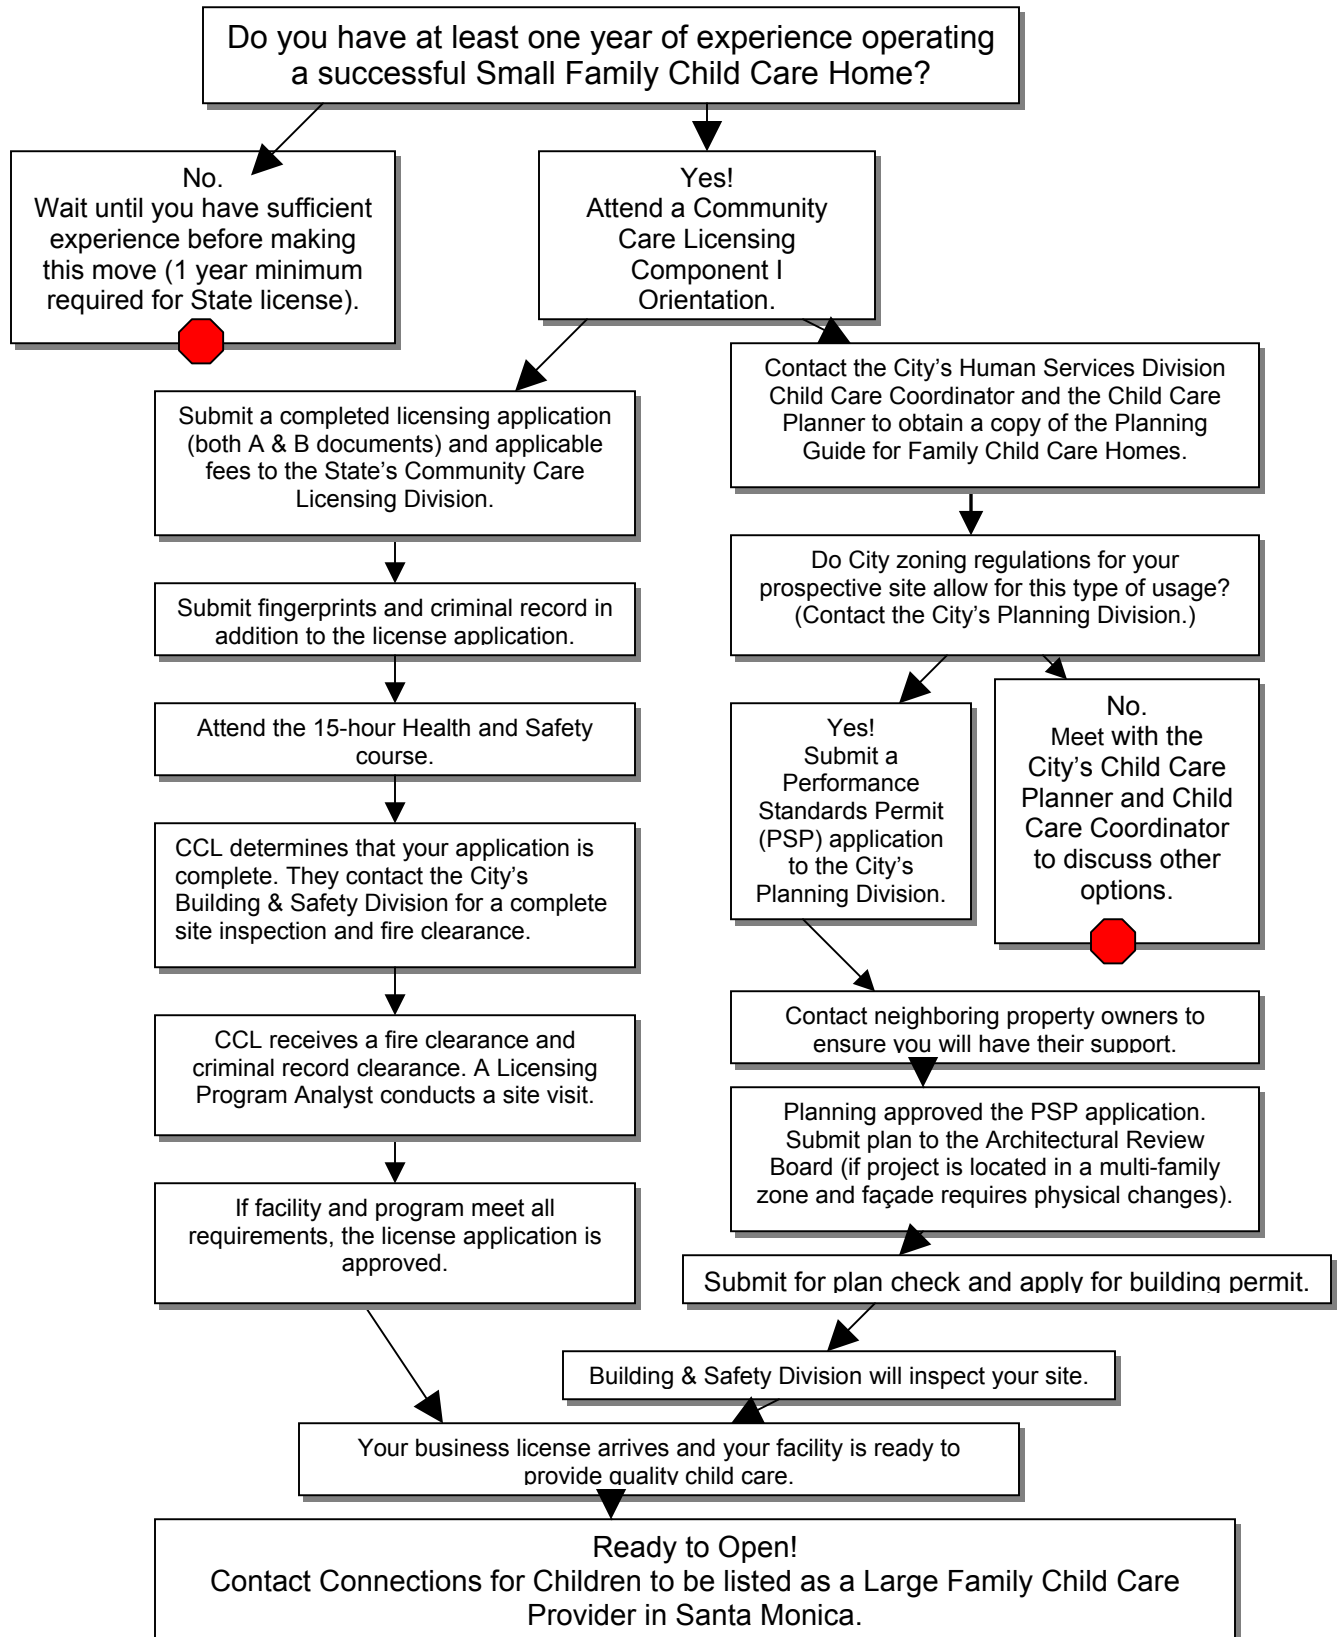 Do you have at least one year of experience operating
a successful Small Family Child Care Home?
No.
Wait until you have sufficient
experience before making
this move (1 year minimum
required for State license).
Yes!
Attend a Community
Care Licensing
Component I
Orientation.
Submit a completed licensing application
(both A & B documents) and applicable
fees to the State’s Community Care
Licensing Division.
Submit fingerprints and criminal record in
addition to the license application.
Attend the 15-hour Health and Safety
course.
CCL determines that your application is
complete. They contact the City’s
Building & Safety Division for a complete
site inspection and fire clearance.
CCL receives a fire clearance and
criminal record clearance. A Licensing
Program Analyst conducts a site visit.
If facility and program meet all
requirements, the license application is
approved.
Contact the City’s Human Services Division
Child Care Coordinator and the Child Care
Planner to obtain a copy of the Planning
Guide for Family Child Care Homes.
Do City zoning regulations for your
prospective site allow for this type of usage?
(Contact the City’s Planning Division.)
Yes!
Submit a
Performance
Standards Permit
(PSP) application
to the City’s
Planning Division.
No.
Meet with the
City’s Child Care
Planner and Child
Care Coordinator
to discuss other
options.
Contact neighboring property owners to
ensure you will have their support.
Planning approved the PSP application.
Submit plan to the Architectural Review
Board (if project is located in a multi-family
zone and façade requires physical changes).
Submit for plan check and apply for building permit.
Building & Safety Division will inspect your site.
Your business license arrives and your facility is ready to
provide quality child care.
Ready to Open!
Contact Connections for Children to be listed as a Large Family Child Care
Provider in Santa Monica.